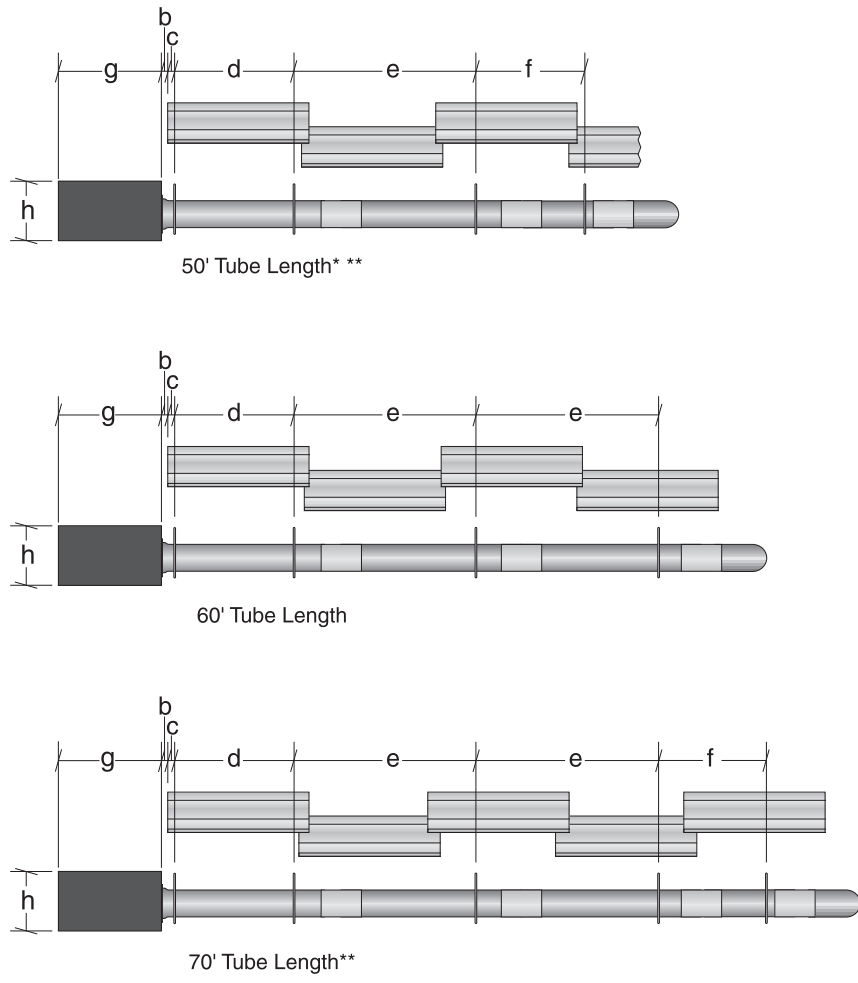 b
c
g d e f
h
50' Tube Length* **
b
c
g d e e
h
60' Tube Length
b
c
g d e e f
h
70' Tube Length**